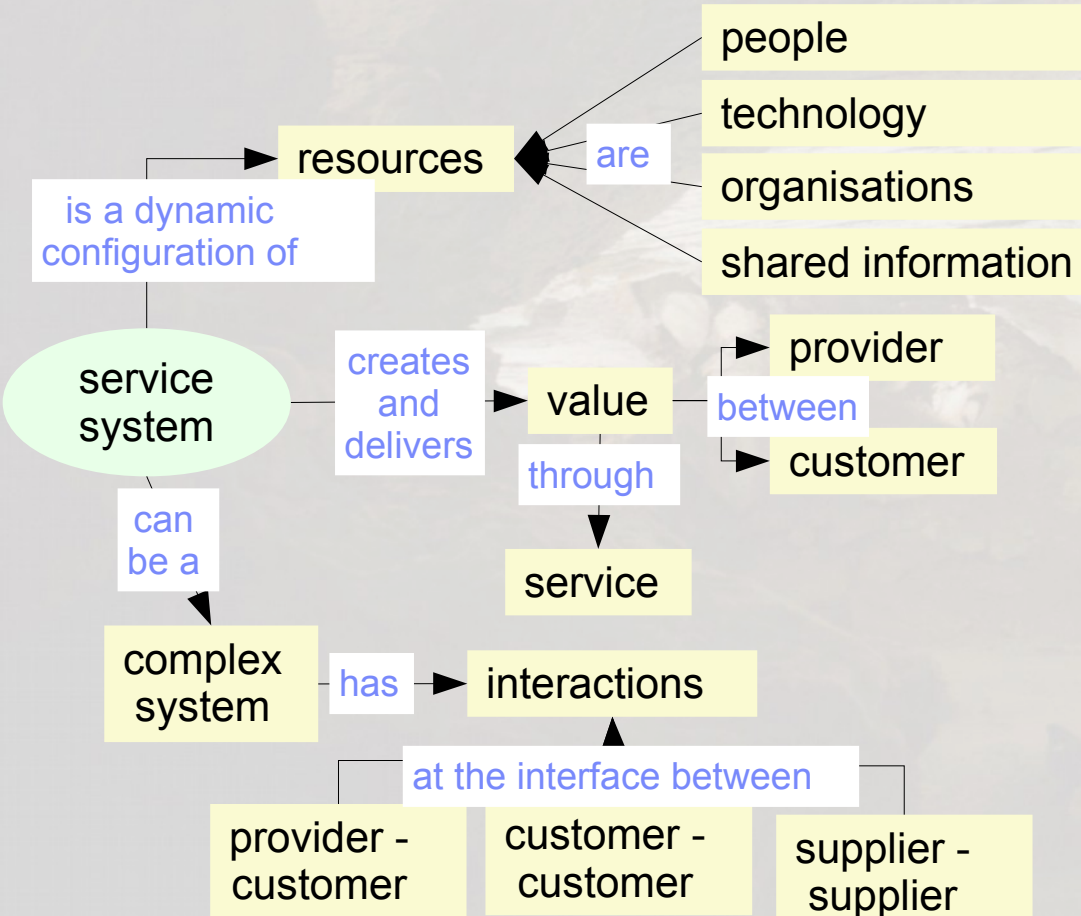 people
technology
resources
are
organisations
is a dynamic
configuration of
shared information
service
system
creates
and
delivers
value
between
provider
customer
through
can
be a
service
complex
system
has
interactions
at the interface between
provider -
customer
customer -
customer
supplier -
supplier